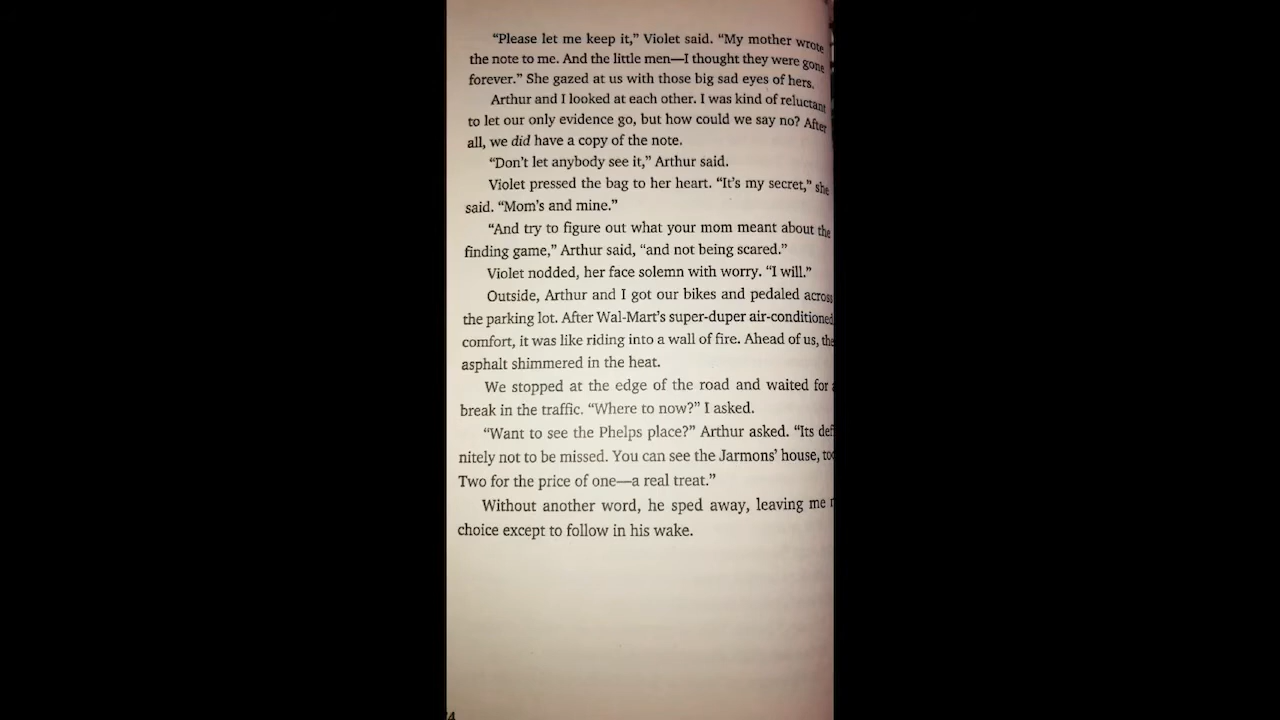 “Please let me keep it,” Violet said. “My mother wrote
the note to me. And the little men—I thought they were gone
forever.” She gazed at us with those big sad eyes of hers.
Arthur and I looked at each other. I was kind of reluctant
to let our only evidence go, but how could we say no? After
all, we did have a copy of the note.
“Don’t let anybody see it,” Arthur said.
Violet pressed the bag to her heart. “It’s my secret,” she
said. “Mom’s and mine.”
“And try to figure out what your mom meant about the
finding game,” Arthur said, “and not being scared.”
Violet nodded, her face solemn with worry. “I will.”
Outside, Arthur and I got our bikes and pedaled across
the parking lot. After Wal-Mart’s super-duper air-conditioned
comfort, it was like riding into a wall of fire. Ahead of us, the
asphalt shimmered in the heat.
We stopped at the edge of the road and waited for a
break in the traffic. “Where to now?” I asked.
“Want to see the Phelps place?” Arthur asked. “Its def
nitely not to be missed. You can see the Jarmons’ house, too
Two for the price of one—a real treat.”
Without another word, he sped away, leaving me
choice except to follow in his wake.